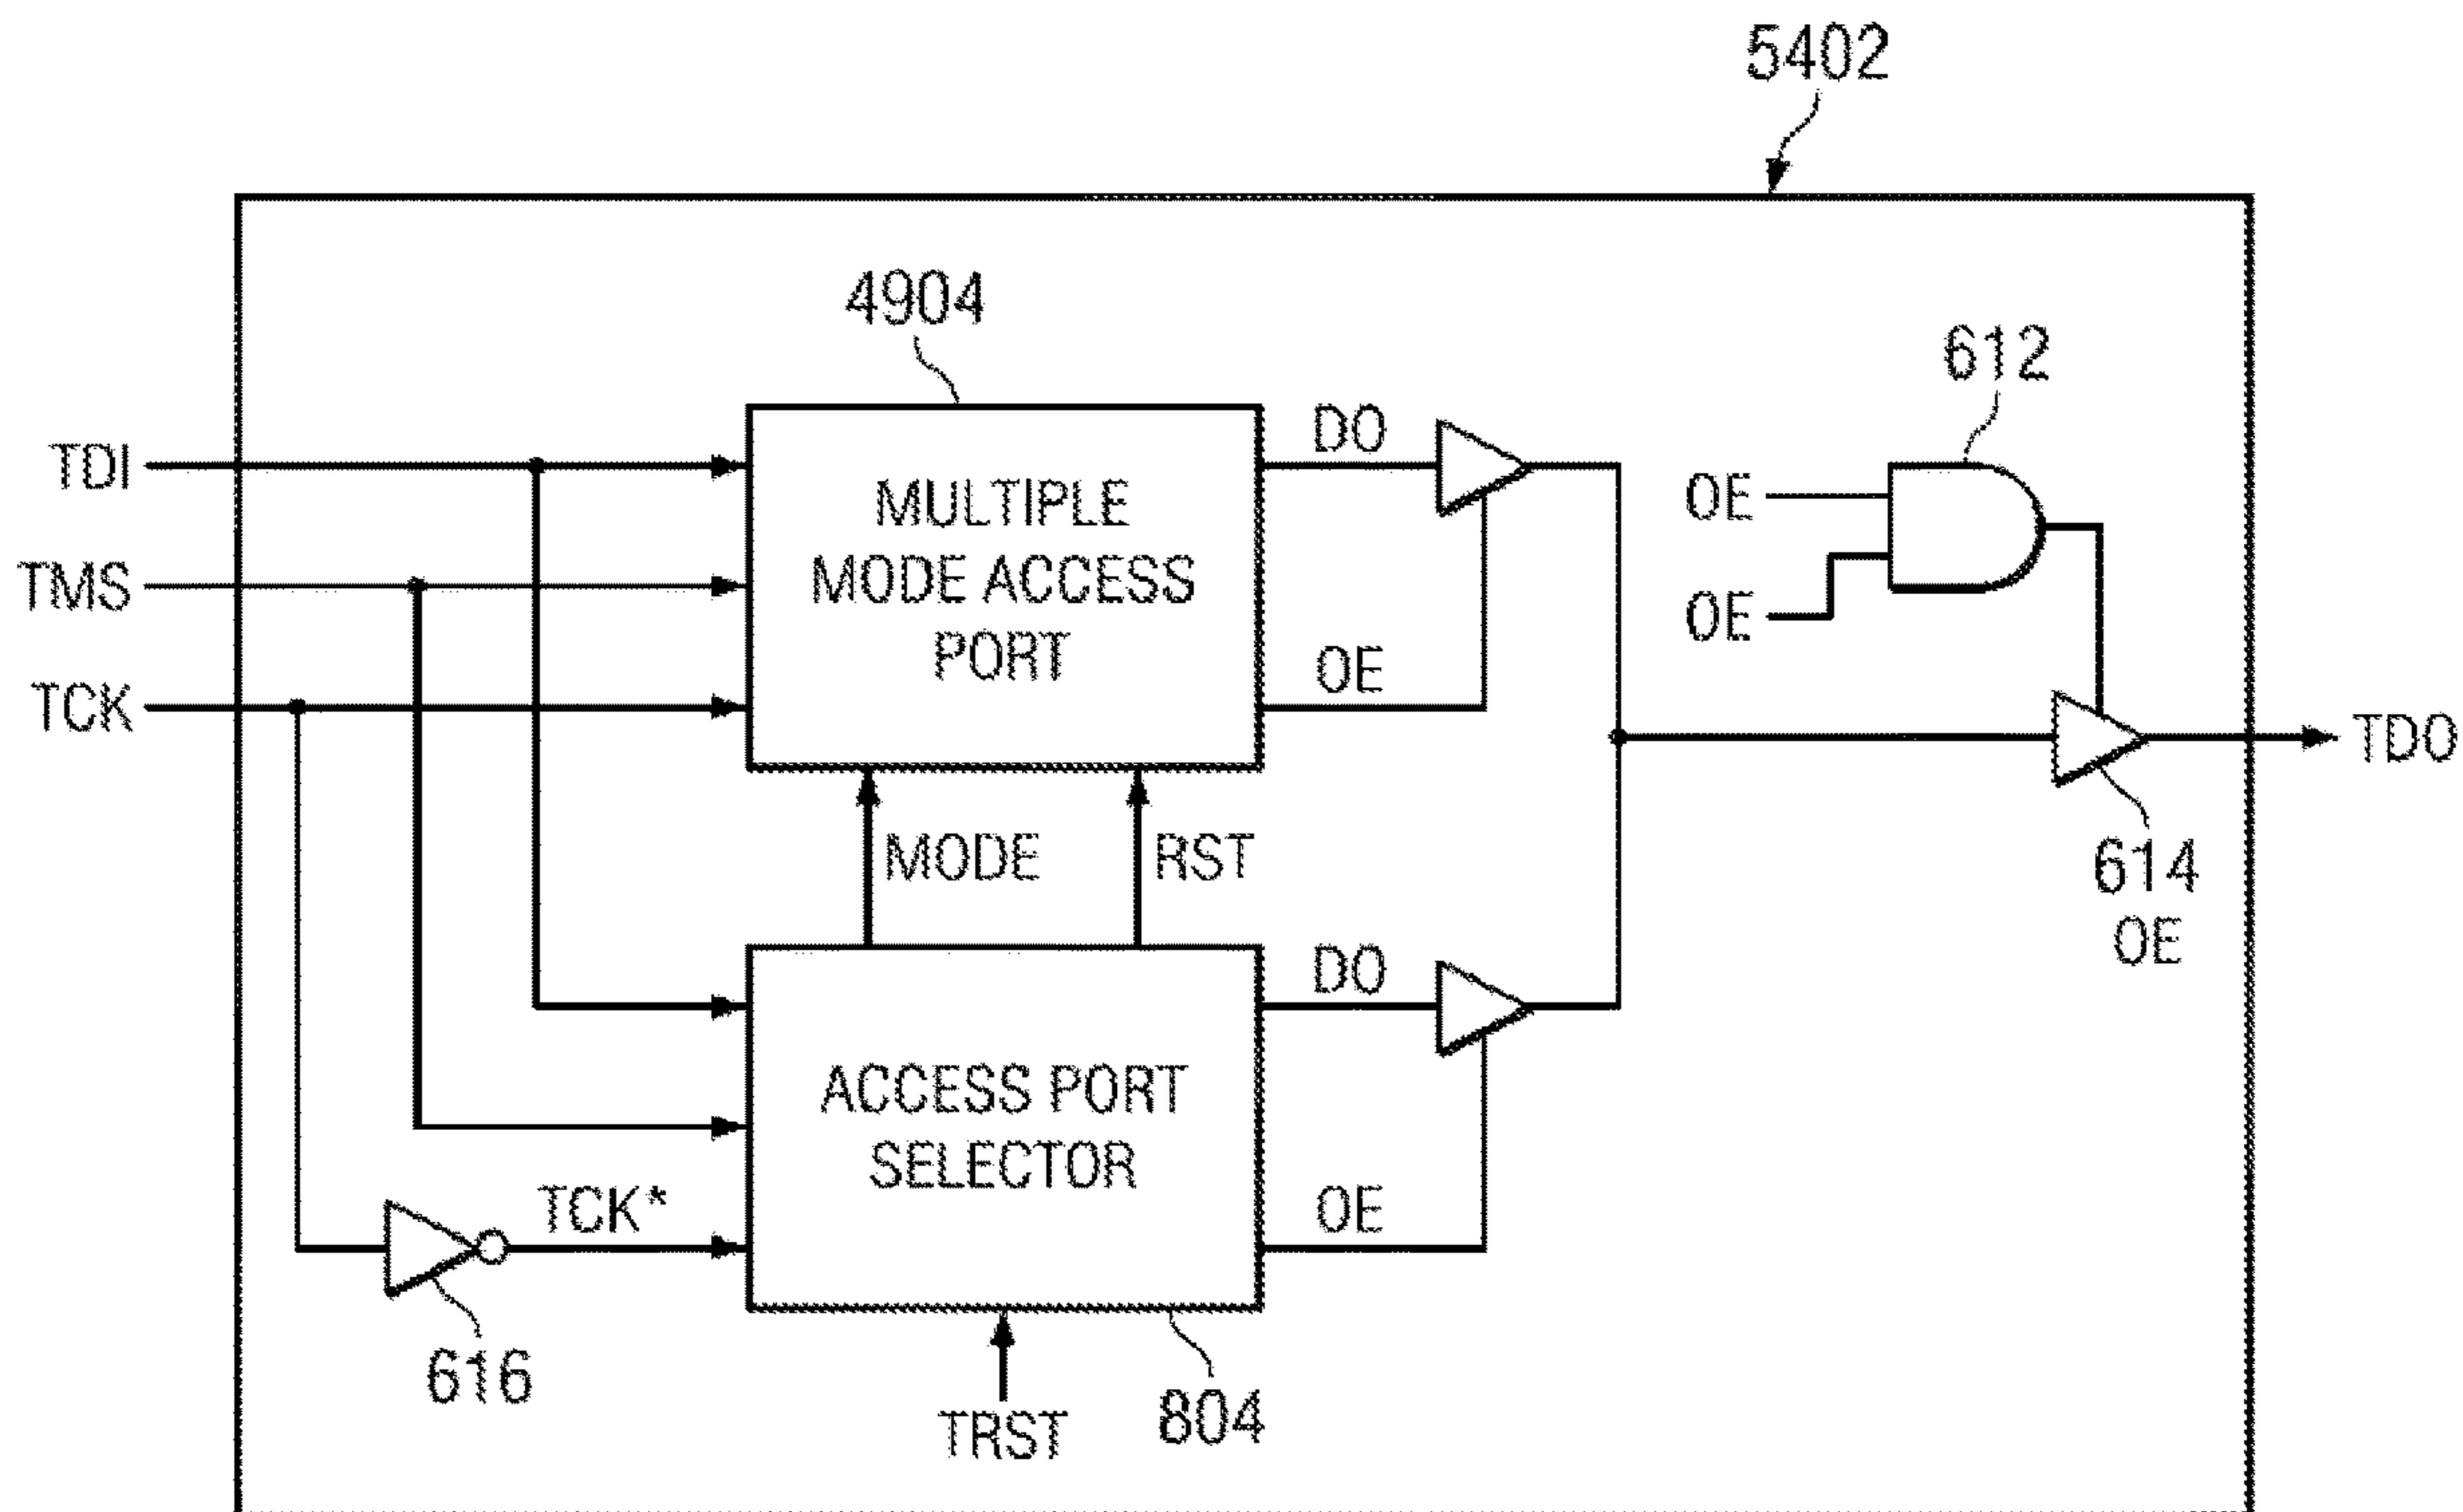 5402
4904
612
TDI
DO
MULTIPLE
MODE ACCESS
PORT
OE
OE
TMS
TCK
OE
TDO
MODE
RST
614
OE
DO
ACCESS PORT
SELECTOR
TCK*
OE
616
TRST
804